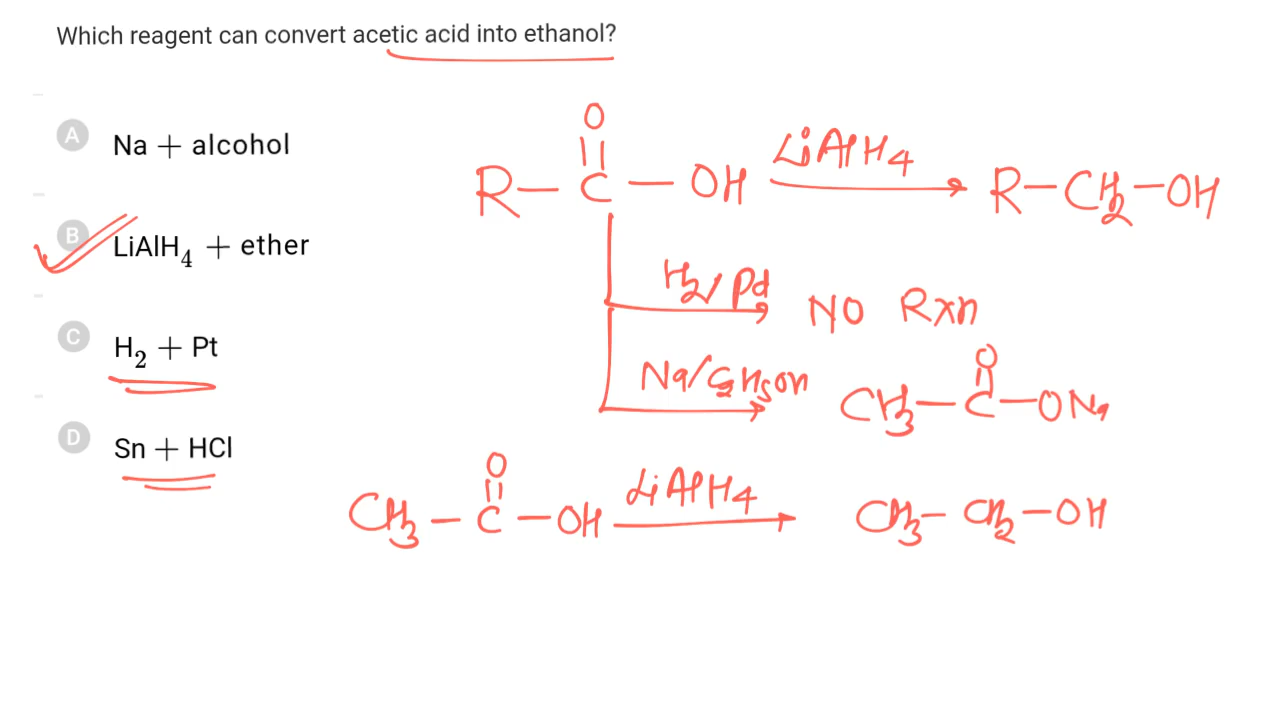 Which reagent can convert acetic acid into ethanol?
A Na + alcohol
B LiAlH4 + ether
C H2 + Pt
D Sn + HCl
O
||
R—C—OH LiAlH4 → R—CH2—OH
H2/Pd NO Rxn
Na/C2H5OH O
||
CH3—C—ONa
O
||
CH3—C—OH LiAlH4 → CH3—CH2—OH